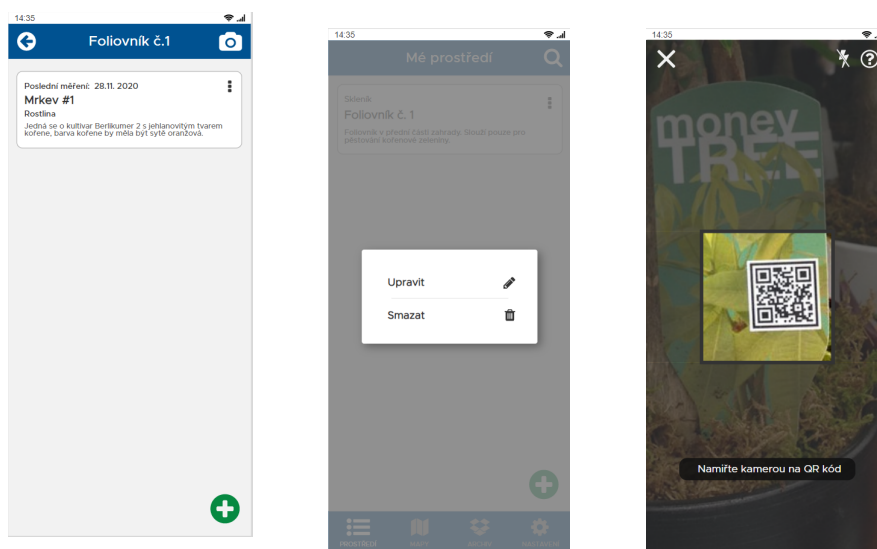 14:35
Foliovník č.1
Poslední měření: 28.11. 2020
Mrkev #1
Rostlina
Jedná se o kultivar Berlikumer 2 s jehlanovitým tvarem
kořene, barva kořene by měla být sytě oranžová.
14:35
Mé prostředí
Skleník
Foliovník č. 1
Foliovník v přední části zahrady. Slouží pouze pro
pěstování kořenové zeleniny.
Upravit
Smazat
PROSTŘEDÍ
NASTAVENÍ
14:35
money
TREE
Namiřte kamerou na QR kód